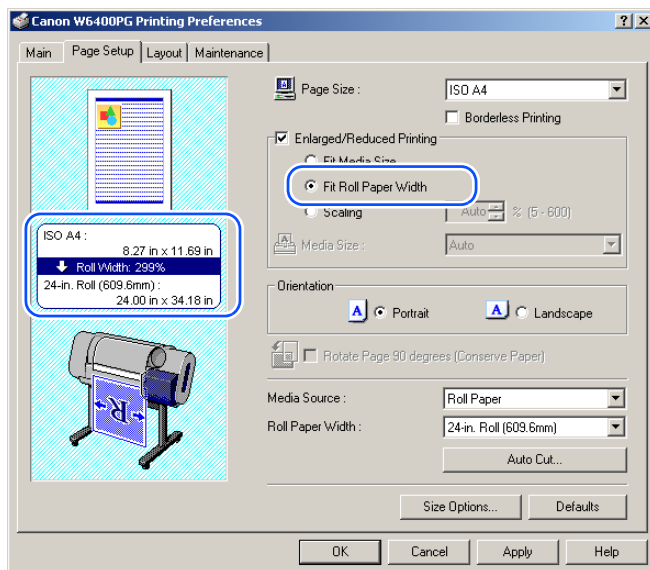 Canon W6400PG Printing Preferences
Main Page Setup Layout Maintenance
Page Size : ISO A4
Borderless Printing
Enlarged/Reduced Printing
Fit Media Size
Fit Roll Paper Width
Scaling Auto % (5 - 600)
Media Size : Auto
ISO A4 :
8.27 in x 11.69 in
Roll Width: 299%
24-in. Roll (609.6mm) :
24.00 in x 34.18 in
Orientation
A Portrait A Landscape
Rotate Page 90 degrees (Conserve Paper)
R
Media Source : Roll Paper
Roll Paper Width : 24-in. Roll (609.6mm)
Auto Cut...
Size Options... Defaults
OK Cancel Apply Help